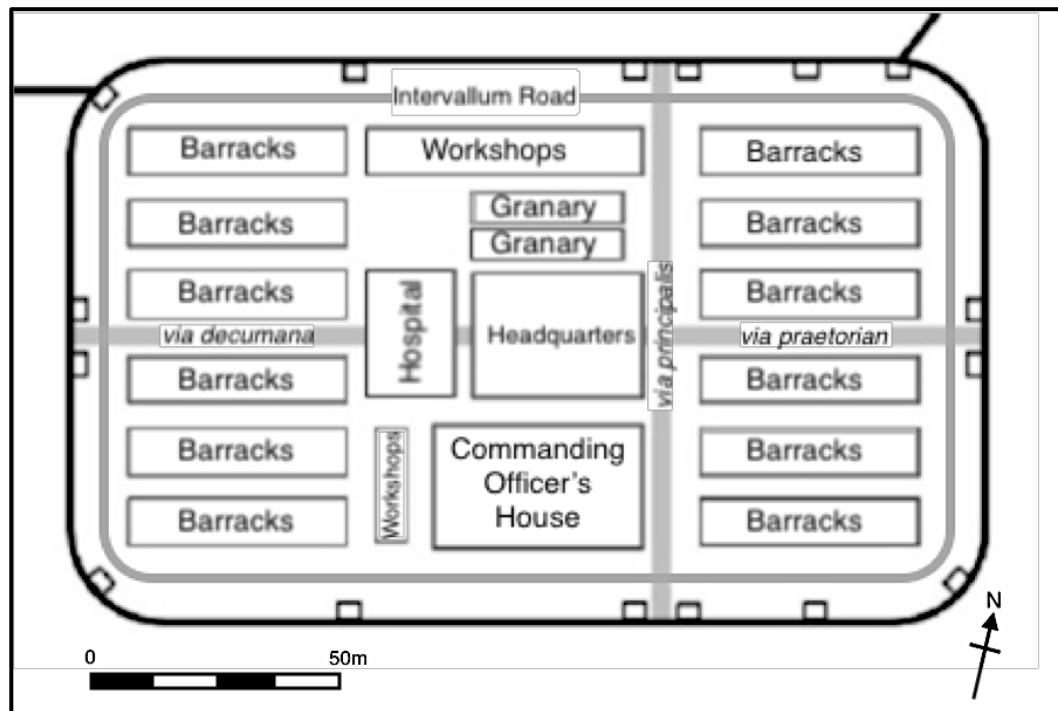 Intervallum Road
Barracks
Workshops
Barracks
Granary
Barracks
Granary
Barracks
Barracks
Hospital
Headquarters
via principalis
Barracks
via decumana
via praetorian
Barracks
Barracks
Barracks
Workshops
Commanding
Officer's
House
Barracks
Barracks
Barracks
N
0
50m